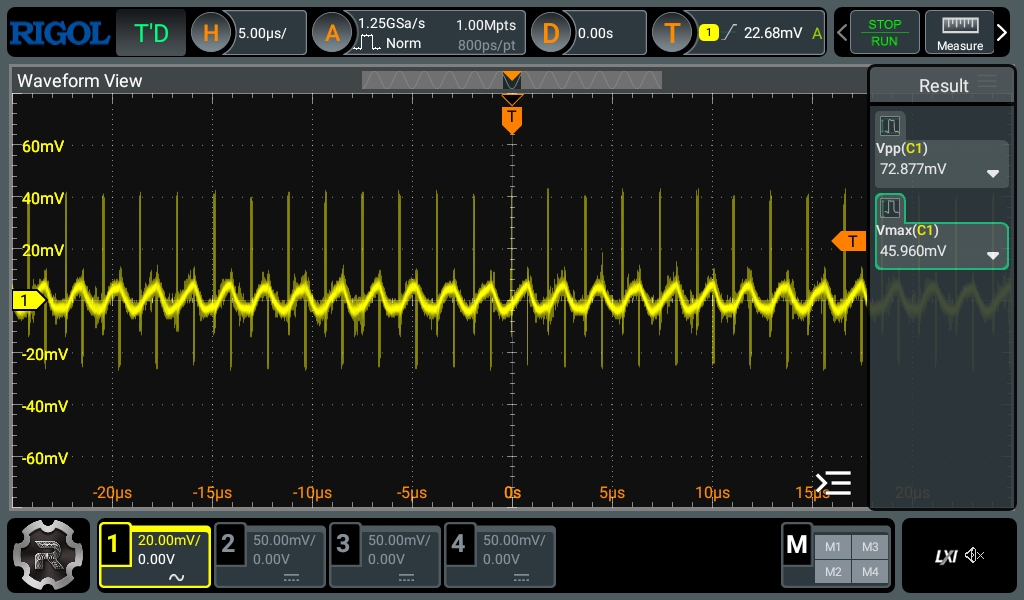 RIGOL T'D H 5.00µs/ A 1.25GSa/s 1.00Mpts D 0.00s T 1 22.68mV A STOP
Norm 800ps/pt RUN Measure
Waveform View
Result
T
60mV
Vpp(C1)
72.877mV
40mV
Vmax(C1)
45.960mV
20mV
T
1
-20mV
-40mV
-60mV
-20µs -15µs -10µs -5µs 0s 5µs 10µs 15µs 20µs
1 20.00mV/ 2 50.00mV/ 3 50.00mV/ 4 50.00mV/ M M1 M3 LXI
0.00V 0.00V 0.00V 0.00V M2 M4
R